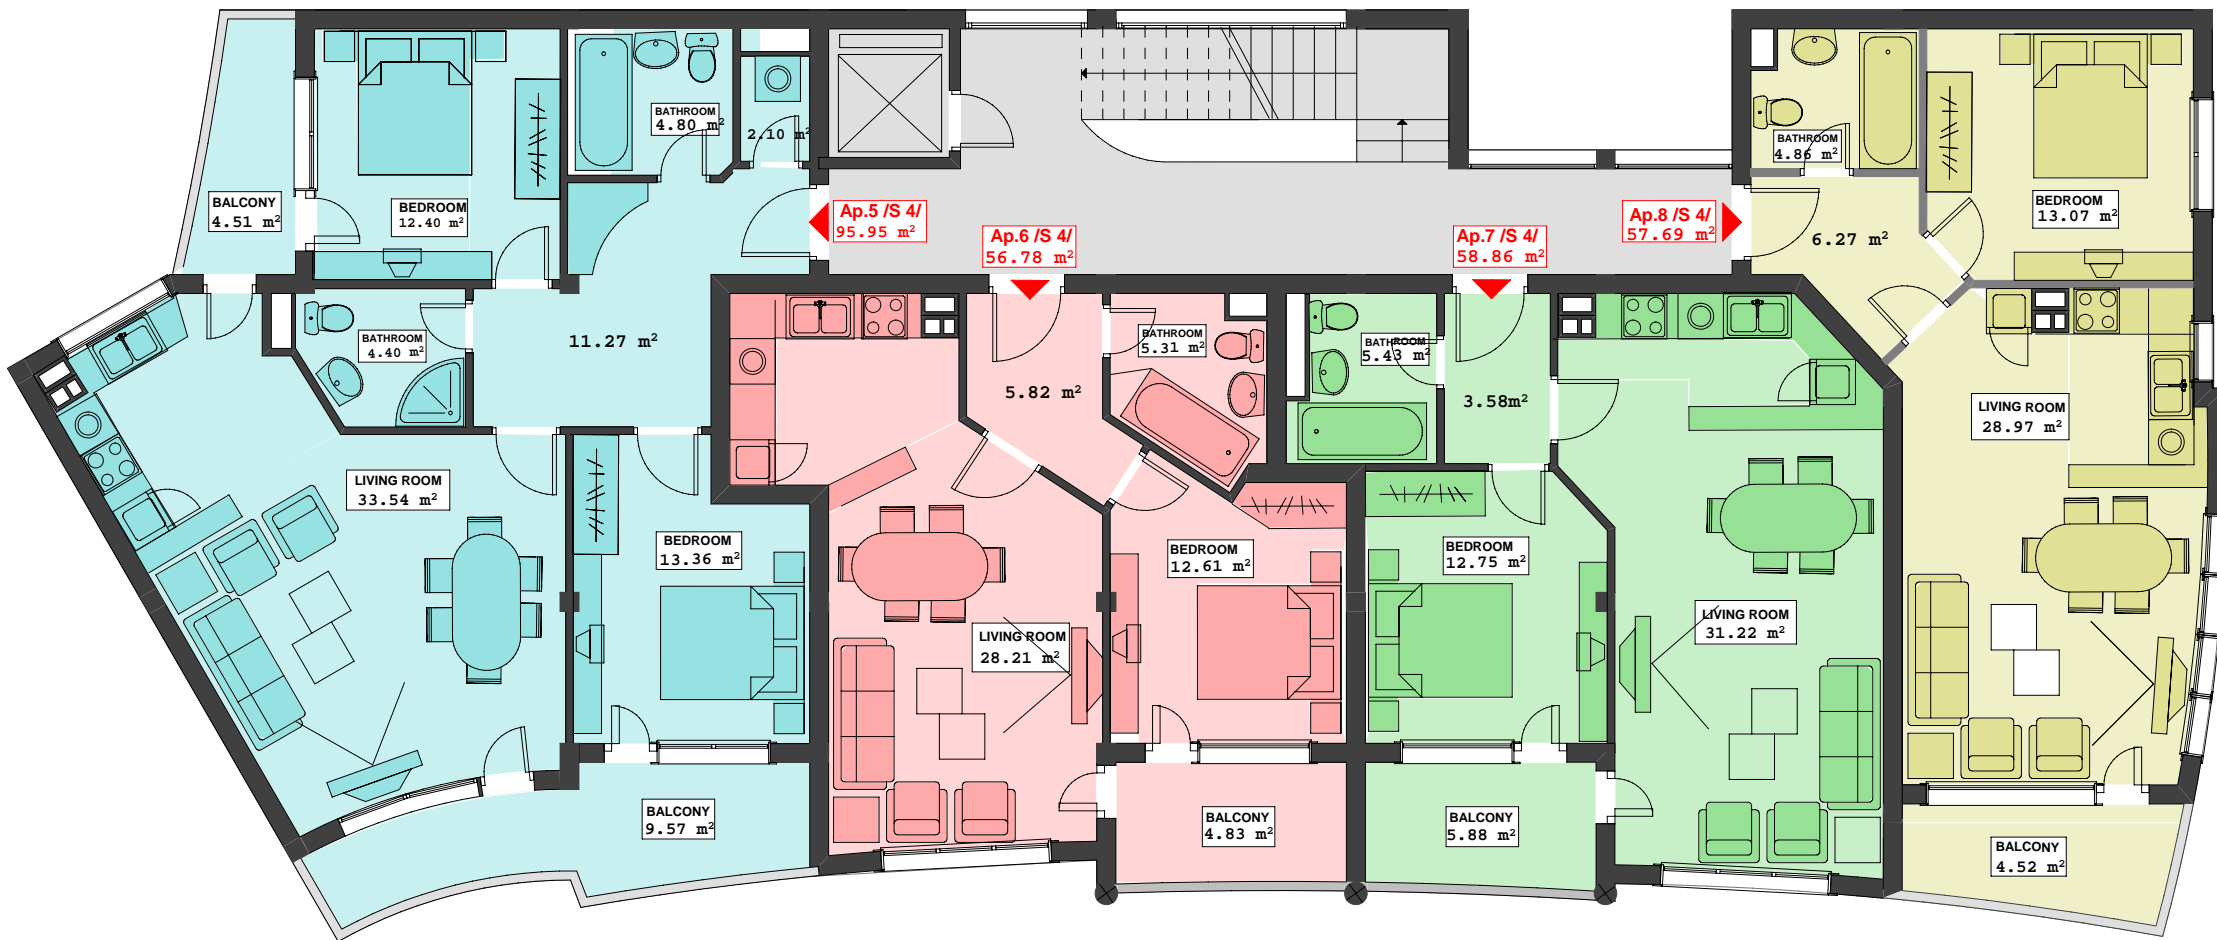 BATHROOM
4.80 m²
2.10 m²
BALCONY
4.51 m²
BEDROOM
12.40 m²
Ap.5 /S 4/
95.95 m²
Ap.6 /S 4/
56.78 m²
Ap.7 /S 4/
58.86 m²
Ap.8 /S 4/
57.69 m²
BATHROOM
4.86 m²
BEDROOM
13.07 m²
6.27 m²
BATHROOM
4.40 m²
11.27 m²
5.82 m²
BATHROOM
5.31 m²
BATHROOM
5.43 m²
3.58m²
LIVING ROOM
28.97 m²
LIVING ROOM
33.54 m²
BEDROOM
13.36 m²
BEDROOM
12.61 m²
BEDROOM
12.75 m²
LIVING ROOM
28.21 m²
LIVING ROOM
31.22 m²
BALCONY
9.57 m²
BALCONY
4.83 m²
BALCONY
5.88 m²
BALCONY
4.52 m²